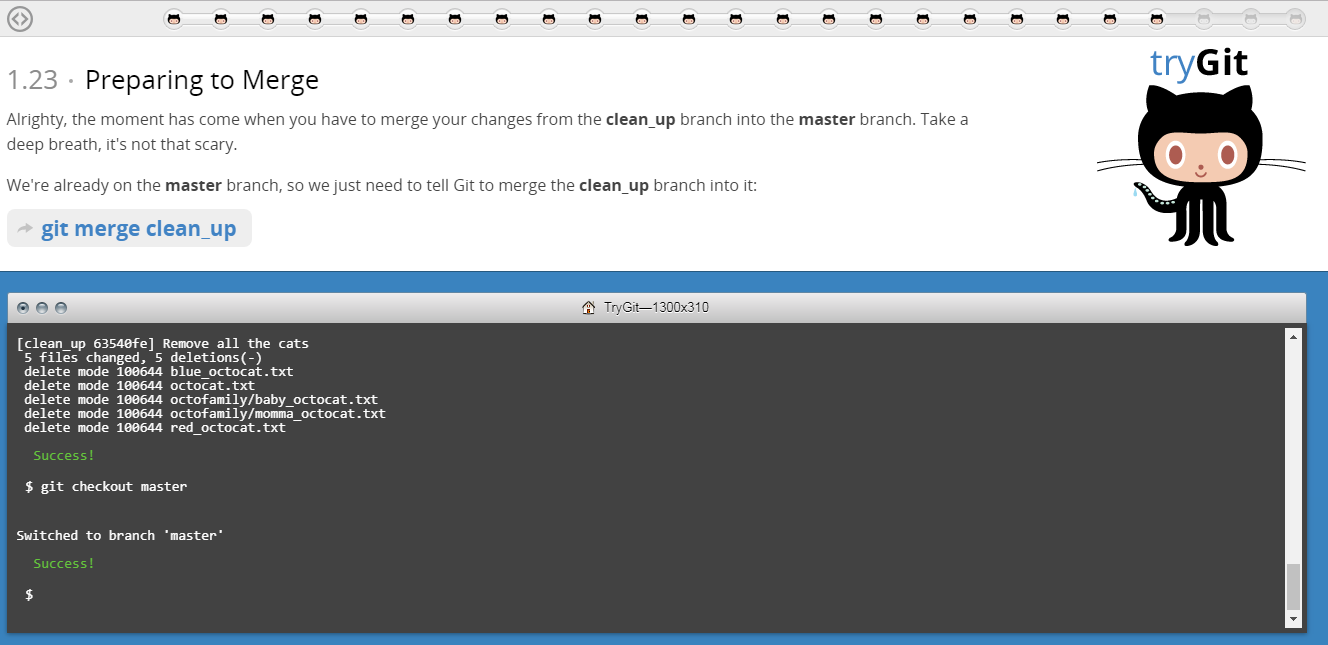 tryGit
1.23 · Preparing to Merge
Alrighty, the moment has come when you have to merge your changes from the clean_up branch into the master branch. Take a
deep breath, it's not that scary.
We're already on the master branch, so we just need to tell Git to merge the clean_up branch into it:
git merge clean_up
TryGit—1300x310
[clean_up 63540fe] Remove all the cats
5 files changed, 5 deletions(-)
delete mode 100644 blue_octocat.txt
delete mode 100644 octocat.txt
delete mode 100644 octofamily/baby_octocat.txt
delete mode 100644 octofamily/momma_octocat.txt
delete mode 100644 red_octocat.txt
Success!
$ git checkout master
Switched to branch 'master'
Success!
$